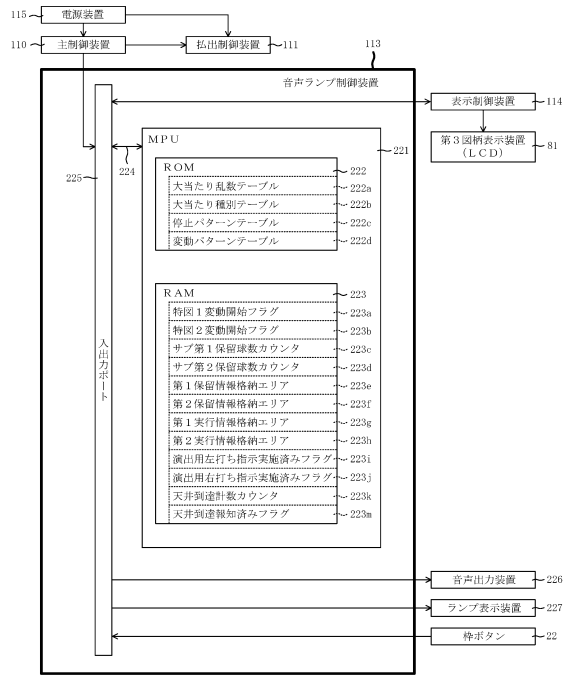 115 電源装置
110 主制御装置
払出制御装置 111
113
音声ランプ制御装置
表示制御装置 114
第3図柄表示装置
(LCD)
81
MPU
221
224
225
ROM
222
大当たり乱数テーブル 222a
大当たり種別テーブル 222b
停止パターンテーブル 222c
変動パターンテーブル 222d
RAM
223
特図1変動開始フラグ 223a
特図2変動開始フラグ 223b
サブ第1保留球数カウンタ 223c
サブ第2保留球数カウンタ 223d
第1保留情報格納エリア 223e
第2保留情報格納エリア 223f
第1実行情報格納エリア 223g
第2実行情報格納エリア 223h
演出用左打ち指示実施済みフラグ 223i
演出用右打ち指示実施済みフラグ 223j
天井到達計数カウンタ 223k
天井到達報知済みフラグ 223m
入出力ポート
音声出力装置 226
ランプ表示装置 227
枠ボタン 22